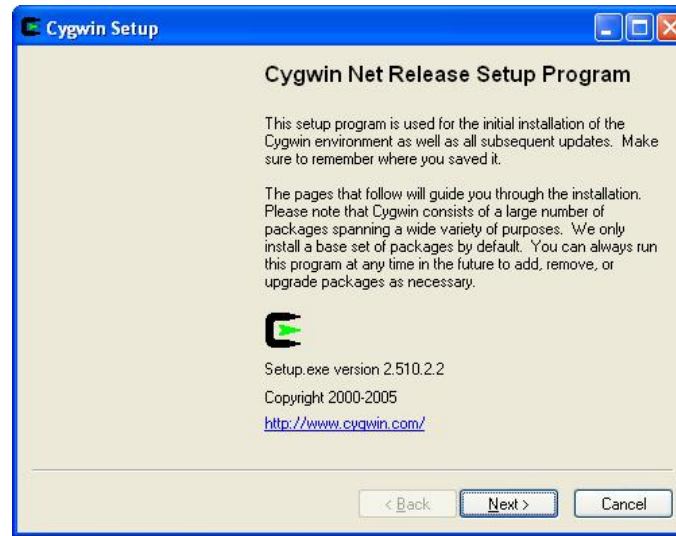 Cygwin Setup
Cygwin Net Release Setup Program
This setup program is used for the initial installation of the
Cygwin environment as well as all subsequent updates. Make
sure to remember where you saved it.
The pages that follow will guide you through the installation.
Please note that Cygwin consists of a large number of
packages spanning a wide variety of purposes. We only
install a base set of packages by default. You can always run
this program at any time in the future to add, remove, or
upgrade packages as necessary.
Setup.exe version 2.510.2.2
Copyright 2000-2005
http://www.cygwin.com/
< Back Next > Cancel